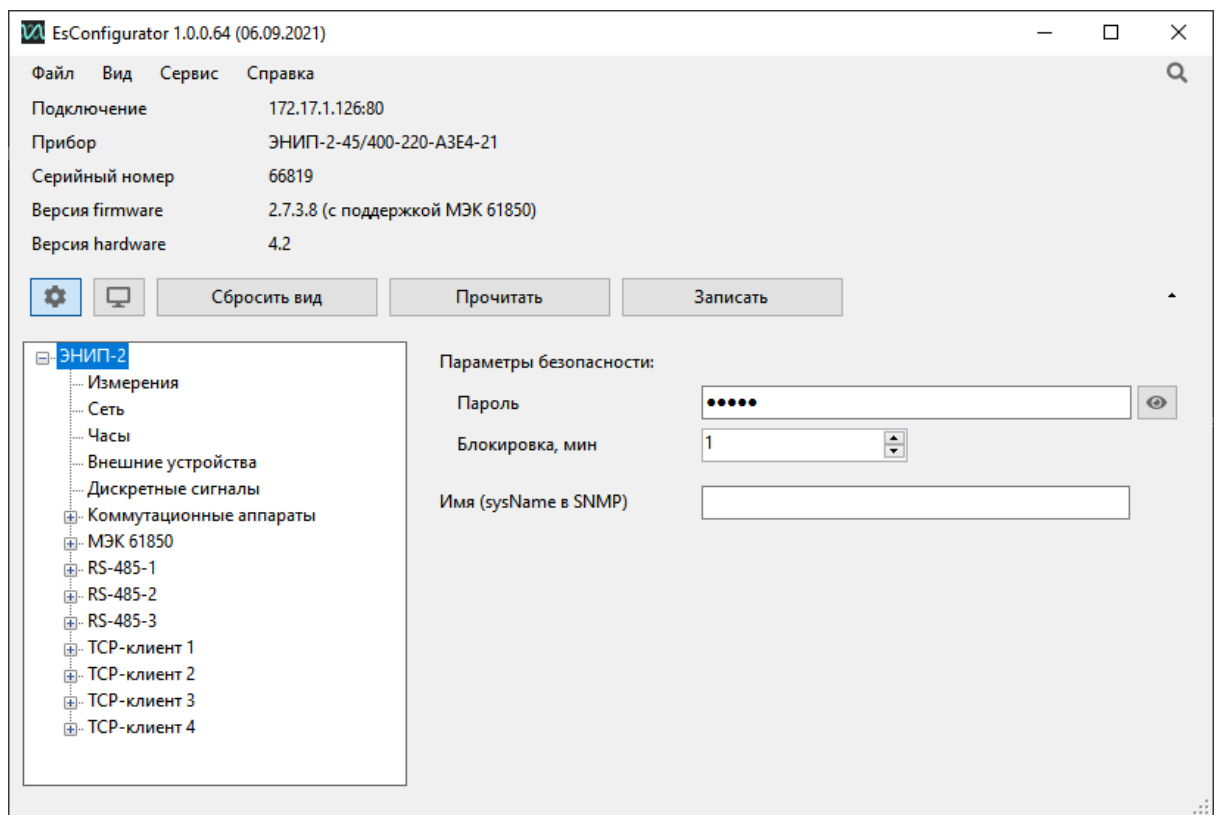 EsConfigurator 1.0.0.64 (06.09.2021)
Файл Вид Сервис Справка
Подключение 172.17.1.126:80
Прибор ЭНИП-2-45/400-220-A3E4-21
Серийный номер 66819
Версия firmware 2.7.3.8 (с поддержкой МЭК 61850)
Версия hardware 4.2
Сбросить вид Прочитать Записать
ЭНИП-2
Измерения
Сеть
Часы
Внешние устройства
Дискретные сигналы
Коммутационные аппараты
МЭК 61850
RS-485-1
RS-485-2
RS-485-3
TCP-клиент 1
TCP-клиент 2
TCP-клиент 3
TCP-клиент 4
Параметры безопасности:
Пароль •••••
Блокировка, мин 1
Имя (sysName в SNMP)